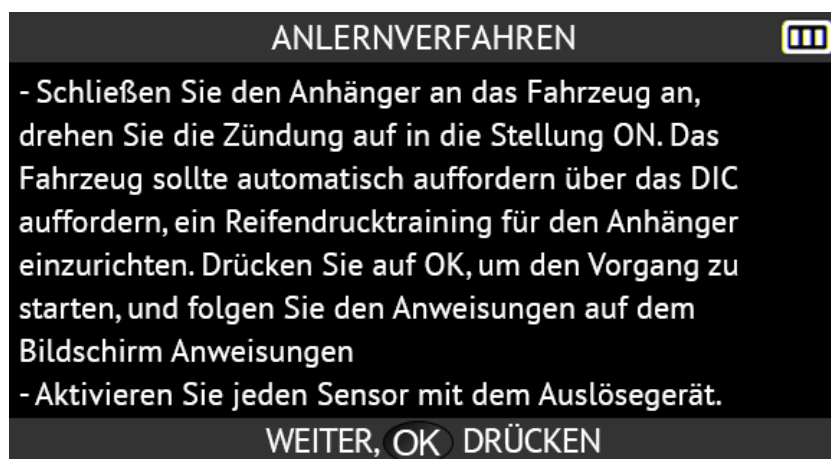 ANLERNVERFAHREN
- Schließen Sie den Anhänger an das Fahrzeug an,
drehen Sie die Zündung auf in die Stellung ON. Das
Fahrzeug sollte automatisch auffordern über das DIC
auffordern, ein Reifendrucktraining für den Anhänger
einzurichten. Drücken Sie auf OK, um den Vorgang zu
starten, und folgen Sie den Anweisungen auf dem
Bildschirm Anweisungen
- Aktivieren Sie jeden Sensor mit dem Auslösegerät.
WEITER, OK DRÜCKEN